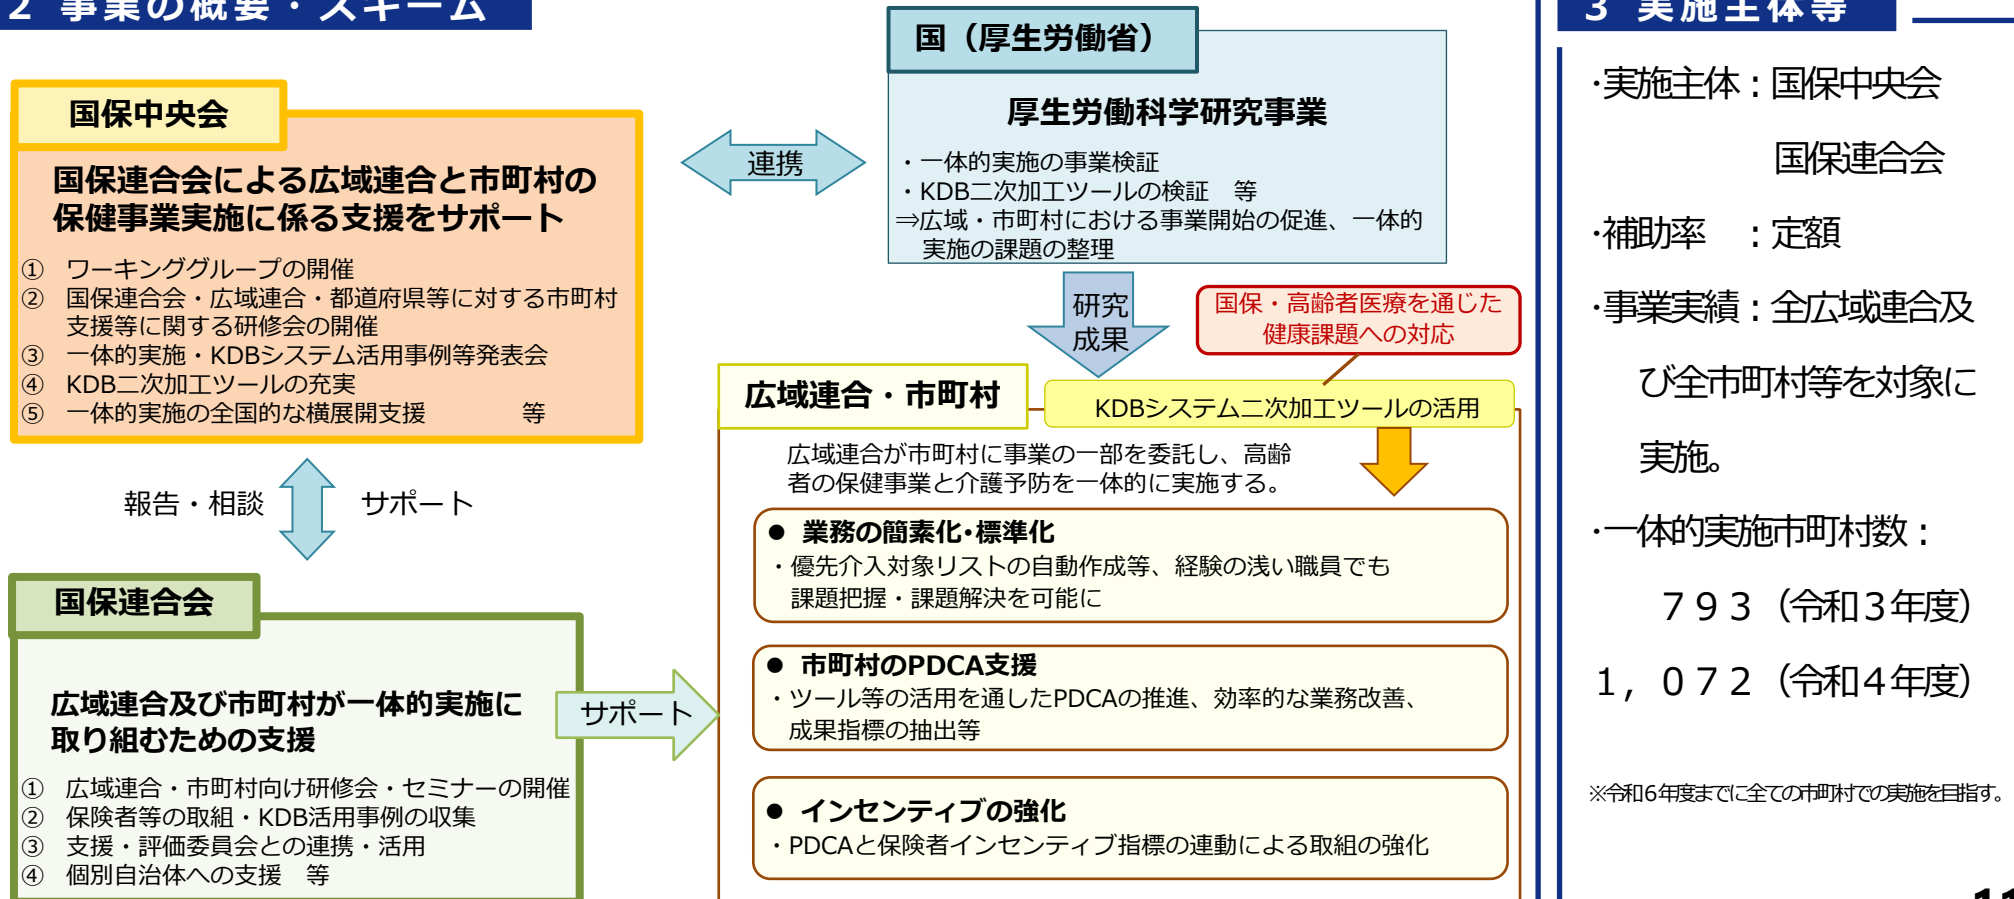 2 事業の概要・スキーム
国保中央会
国保連合会による広域連合と市町村の
保健事業実施に係る支援をサポート
① ワーキンググループの開催
② 国保連合会・広域連合・都道府県等に対する市町村
支援等に関する研修会の開催
③ 一体的実施・KDBシステム活用事例等発表会
④ KDB二次加工ツールの充実
⑤ 一体的実施の全国的な横展開支援 等
報告・相談
サポート
国保連合会
広域連合及び市町村が一体的実施に
取り組むための支援
① 広域連合・市町村向け研修会・セミナーの開催
② 保険者等の取組・KDB活用事例の収集
③ 支援・評価委員会との連携・活用
④ 個別自治体への支援 等
連携
サポート
国（厚生労働省）
厚生労働科学研究事業
・一体的実施の事業検証
・KDB二次加工ツールの検証 等
⇒広域・市町村における事業開始の促進、一体的
実施の課題の整理
研究
成果
国保・高齢者医療を通じた
健康課題への対応
広域連合・市町村
KDBシステム二次加工ツールの活用
広域連合が市町村に事業の一部を委託し、高齢
者の保健事業と介護予防を一体的に実施する。
● 業務の簡素化･標準化
・優先介入対象リストの自動作成等、経験の浅い職員でも
課題把握・課題解決を可能に
● 市町村のPDCA支援
・ツール等の活用を通したPDCAの推進、効率的な業務改善、
成果指標の抽出等
● インセンティブの強化
・PDCAと保険者インセンティブ指標の連動による取組の強化
3 実施主体等
･実施主体：国保中央会
国保連合会
･補助率 ：定額
･事業実績：全広域連合及
び全市町村等を対象に
実施。
･一体的実施市町村数：
７９３（令和３年度）
１，０７２（令和４年度）
※令和６年度までに全ての市町村での実施を目指す。